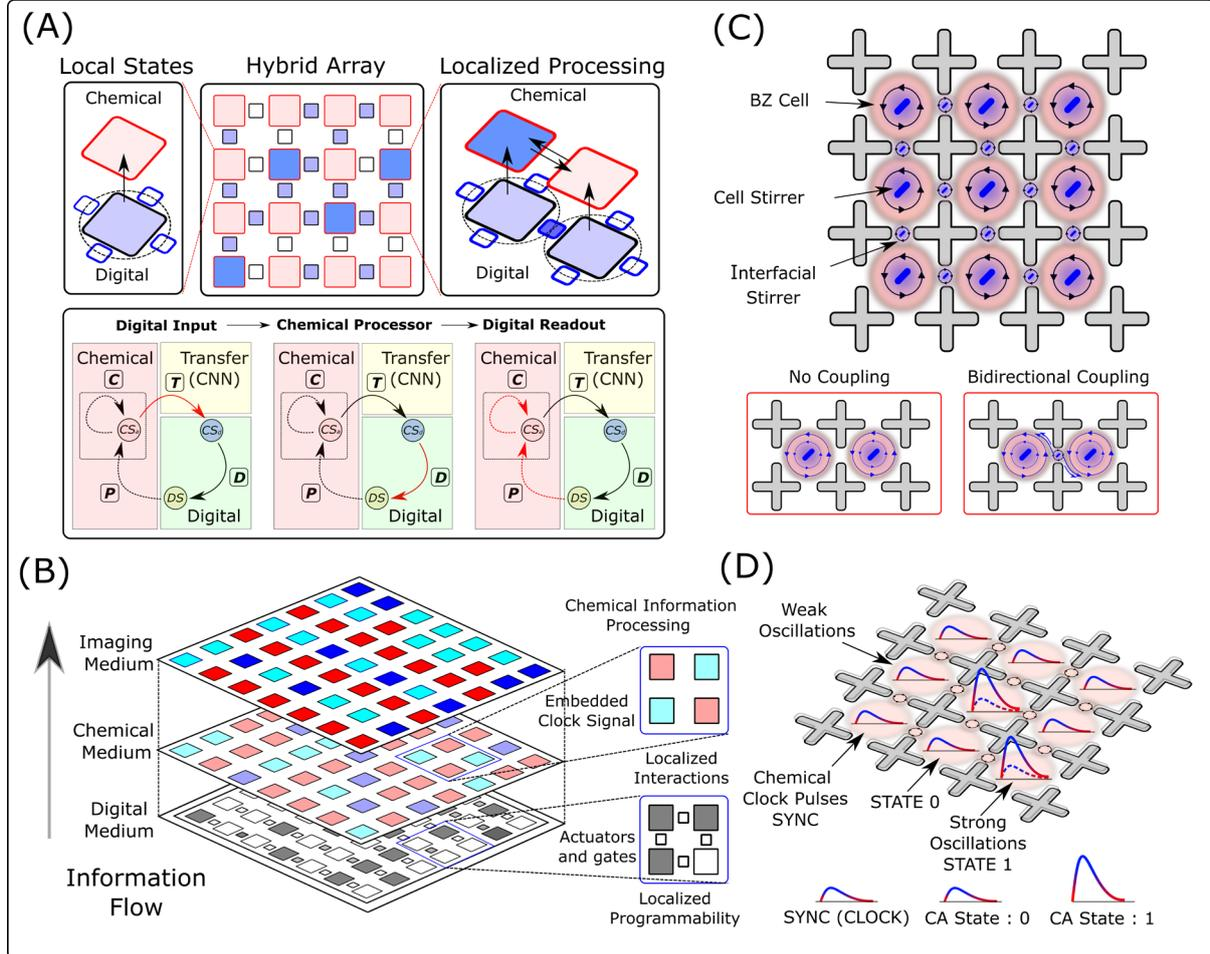 (A)
Local States
Hybrid Array
Localized Processing
Chemical
Digital
Chemical
Digital
Digital Input
Chemical Processor
Digital Readout
Chemical
Transfer
(CNN)
C
T
CSₐ
CS_d
P
D
DS
Digital
Chemical
Transfer
(CNN)
C
T
CSₐ
CS_d
P
D
DS
Digital
Chemical
Transfer
(CNN)
C
T
CSₐ
CS_d
P
D
DS
Digital
(B)
Imaging
Medium
Chemical
Medium
Digital
Medium
Information
Flow
Chemical Information
Processing
Embedded
Clock Signal
Localized
Interactions
Actuators
and gates
Localized
Programmability
(C)
BZ Cell
Cell Stirrer
Interfacial
Stirrer
No Coupling
Bidirectional Coupling
(D)
Weak
Oscillations
Chemical
Clock Pulses
SYNC
STATE 0
Strong
Oscillations
STATE 1
SYNC (CLOCK)
CA State : 0
CA State : 1